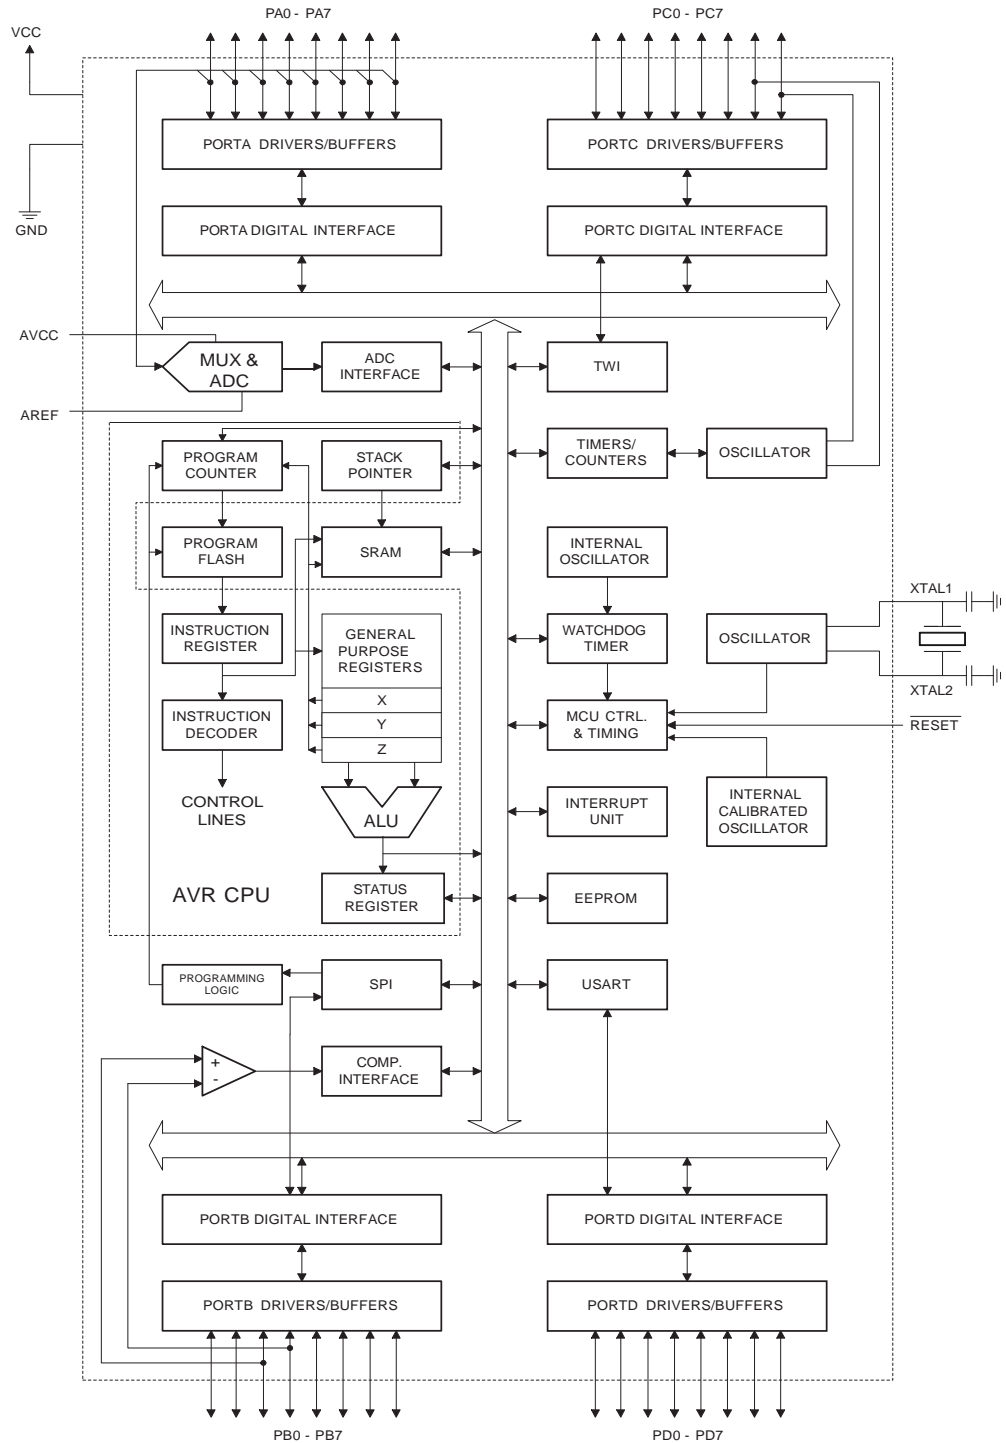 PA0 - PA7
PC0 - PC7
VCC
PORTA DRIVERS/BUFFERS
PORTC DRIVERS/BUFFERS
PORTA DIGITAL INTERFACE
PORTC DIGITAL INTERFACE
GND
AVCC
MUX &
ADC
ADC
INTERFACE
TWI
AREF
PROGRAM
COUNTER
STACK
POINTER
TIMERS/
COUNTERS
OSCILLATOR
PROGRAM
FLASH
SRAM
INTERNAL
OSCILLATOR
XTAL1
INSTRUCTION
REGISTER
GENERAL
PURPOSE
REGISTERS
WATCHDOG
TIMER
OSCILLATOR
XTAL2
X
Y
Z
INSTRUCTION
DECODER
MCU CTRL.
& TIMING
RESET
CONTROL
LINES
ALU
INTERRUPT
UNIT
INTERNAL
CALIBRATED
OSCILLATOR
AVR CPU
STATUS
REGISTER
EEPROM
PROGRAMMING
LOGIC
SPI
USART
+
-
COMP.
INTERFACE
PORTB DIGITAL INTERFACE
PORTD DIGITAL INTERFACE
PORTB DRIVERS/BUFFERS
PORTD DRIVERS/BUFFERS
PB0 - PB7
PD0 - PD7